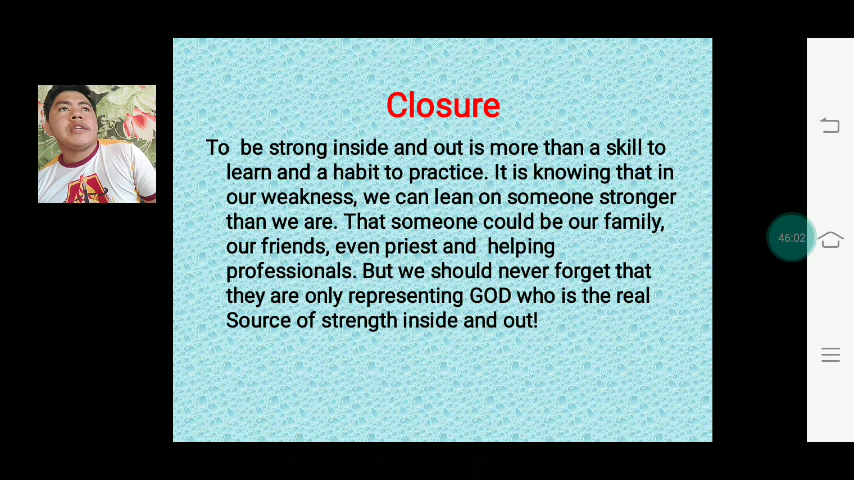 Closure
To be strong inside and out is more than a skill to
learn and a habit to practice. It is knowing that in
our weakness, we can lean on someone stronger
than we are. That someone could be our family,
our friends, even priest and helping
professionals. But we should never forget that
they are only representing GOD who is the real
Source of strength inside and out!
46:02